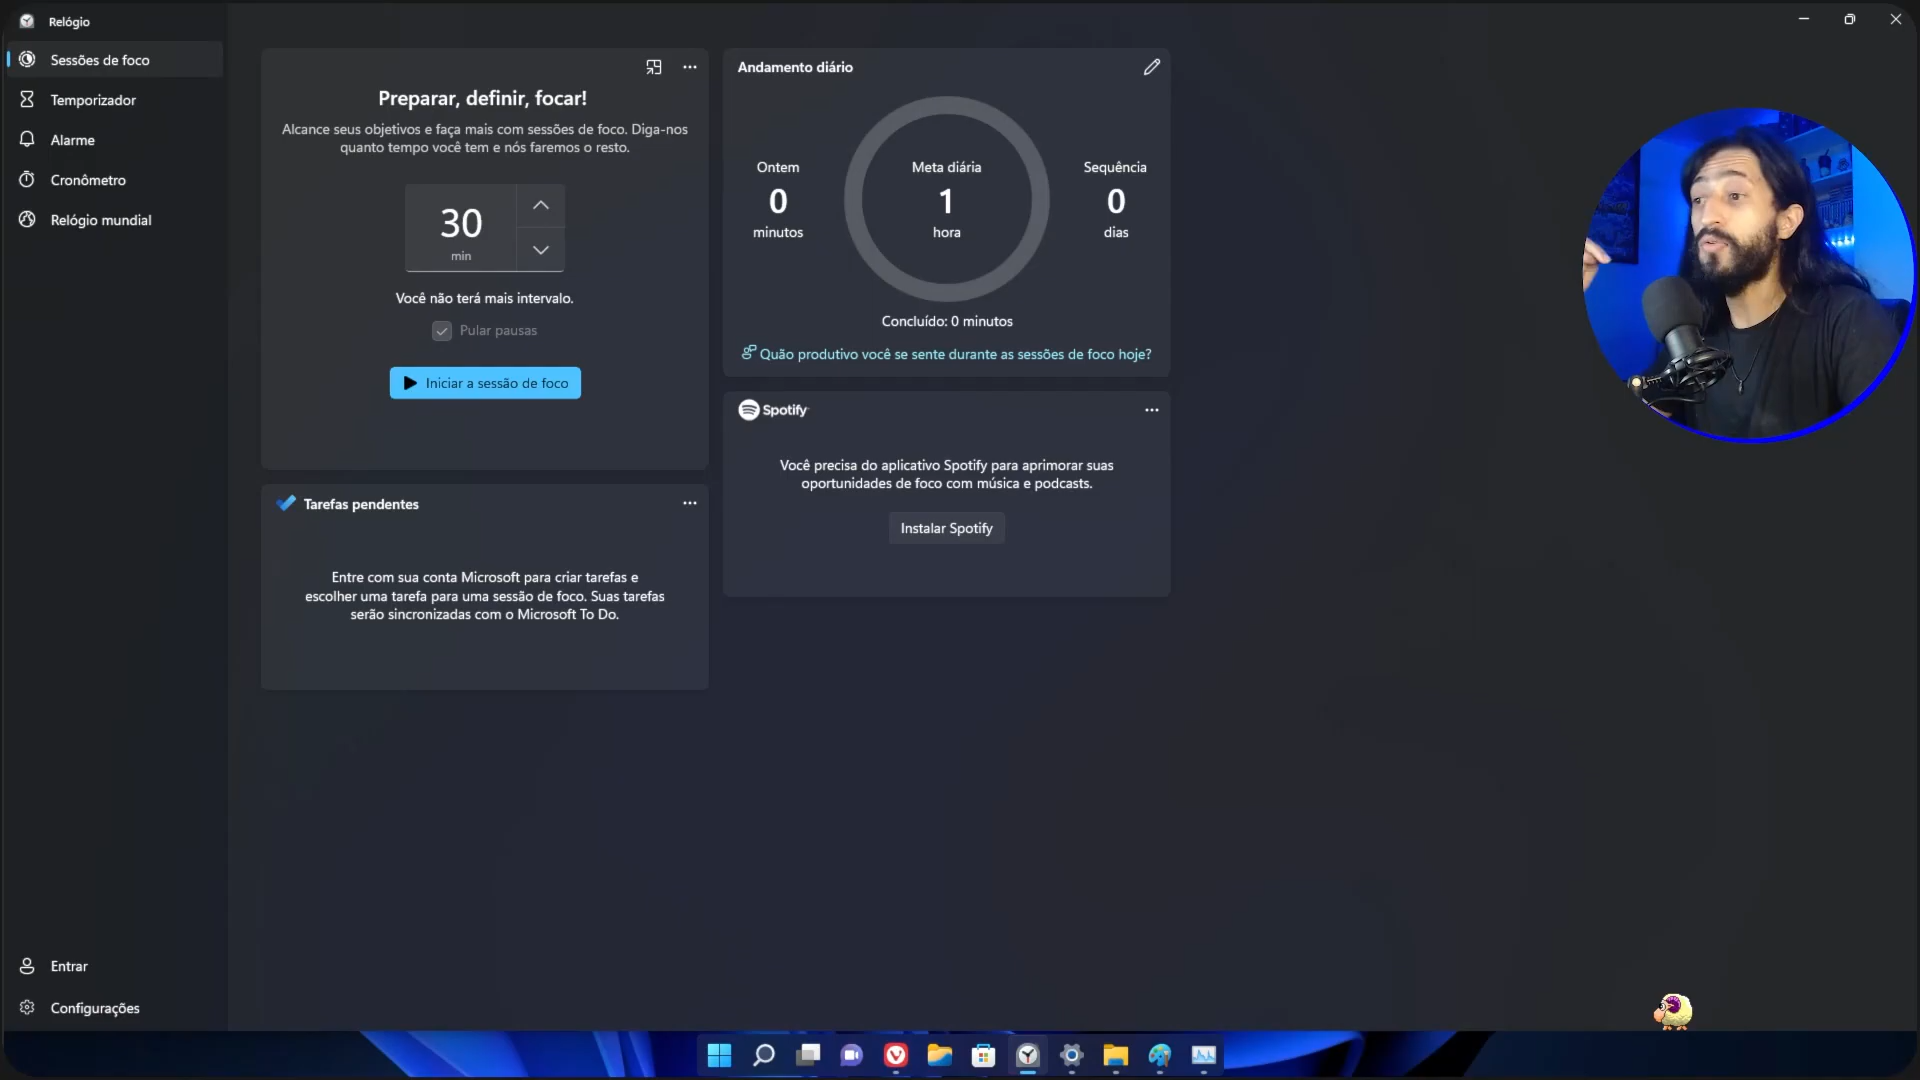 Relógio
Sessões de foco
Temporizador
Alarme
Cronômetro
Relógio mundial
Entrar
Configurações
Preparar, definir, focar!
Alcance seus objetivos e faça mais com sessões de foco. Diga-nos
quanto tempo você tem e nós faremos o resto.
30
min
Você não terá mais intervalo.
Pular pausas
Iniciar a sessão de foco
Tarefas pendentes
Entre com sua conta Microsoft para criar tarefas e
escolher uma tarefa para uma sessão de foco. Suas tarefas
serão sincronizadas com o Microsoft To Do.
Andamento diário
Ontem
0
minutos
Meta diária
1
hora
Sequência
0
dias
Concluído: 0 minutos
Quão produtivo você se sente durante as sessões de foco hoje?
Spotify
Você precisa do aplicativo Spotify para aprimorar suas
oportunidades de foco com música e podcasts.
Instalar Spotify